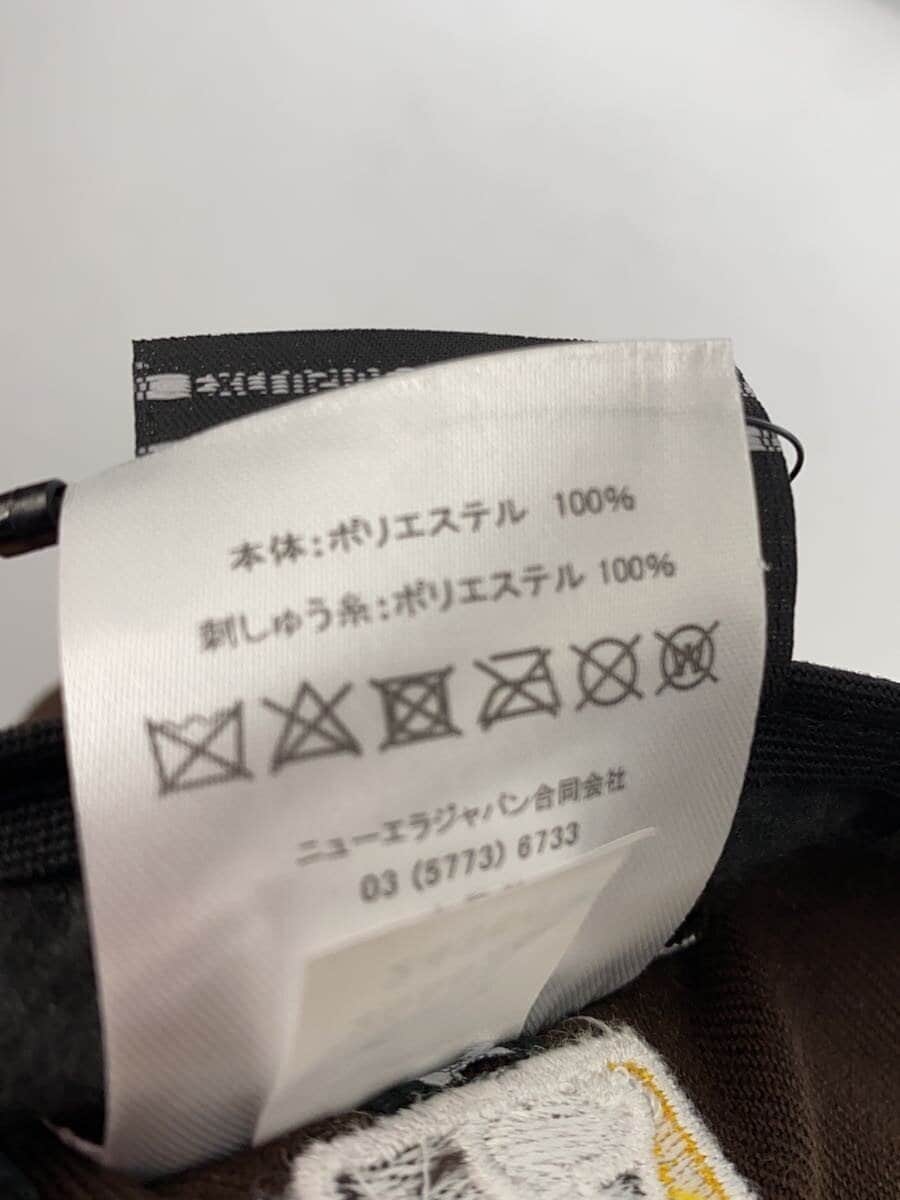 本体:ポリエステル 100%
刺しゅう糸:ポリエステル 100%
W
ニューエラジャパン合同会社
03 (5773) 6733